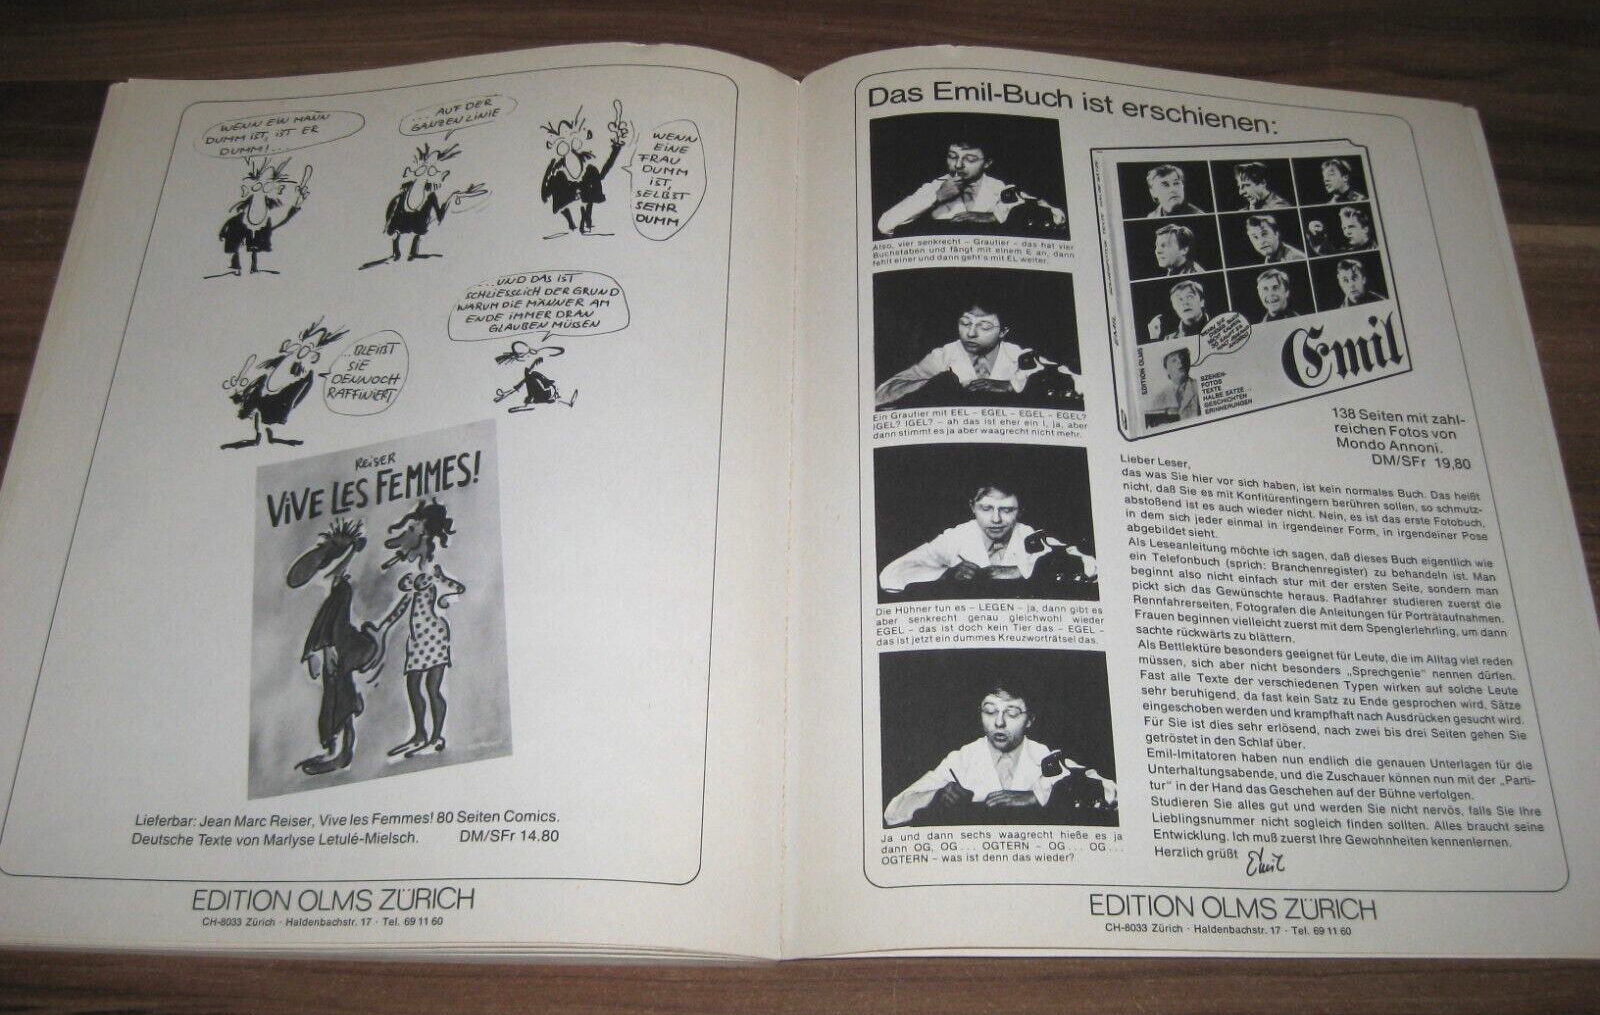 WENN EIN MANN
DUMM IST, IST ER
DUMM!...
... AUF DER
GANZEN LINIE
WENN
EINE
FRAU
DUMM
IST,
SELBST
SEHR
DUMM
...BLEIBT
SIE
DENNOCH
RAFFINIERT
...UND DAS IST
SCHLIESSLICH DER GRUND
WARUM DIE MÄNNER AM
ENDE IMMER DRAN
GLAUBEN MÜSSEN
REISER
ViVE LES FEMMES!
Lieferbar: Jean Marc Reiser, Vive les Femmes! 80 Seiten Comics.
Deutsche Texte von Marlyse Letulé-Mielsch. DM/SFr 14.80
EDITION OLMS ZÜRICH
CH-8033 Zürich · Haldenbachstr. 17 · Tel. 69 11 60
Das Emil-Buch ist erschienen:
Also, vier senkrecht – Grautier – das hat vier
Buchstaben und fängt mit einem E an, dann
fehlt einer und dann geht's mit EL weiter.
Ein Grautier mit EEL – EGEL – EGEL – EGEL?
IGEL? IGEL? – ah das ist eher ein I, ja, aber
dann stimmt es ja aber waagrecht nicht mehr.
Die Hühner tun es – LEGEN – ja, dann gibt es
aber senkrecht genau gleichwohl wieder
EGEL – das ist doch kein Tier das – EGEL –
das ist jetzt ein dummes Kreuzworträtsel das.
Ja und dann sechs waagrecht hieße es ja
dann OG, OG ... OGTERN – OG ... OG ...
OGTERN – was ist denn das wieder?
EDITION OLMS
EMIL
SZENEN-
FOTOS
TEXTE
HALBE SÄTZE...
GESCHICHTEN
ERINNERUNGEN
Emil
138 Seiten mit zahl-
reichen Fotos von
Mondo Annoni.
DM/SFr 19,80
Lieber Leser,
das was Sie hier vor sich haben, ist kein normales Buch. Das heißt
nicht, daß Sie es mit Konfitürenfingern berühren sollen, so schmutz-
abstoßend ist es auch wieder nicht. Nein, es ist das erste Fotobuch,
in dem sich jeder einmal in irgendeiner Form, in irgendeiner Pose
abgebildet sieht.
Als Leseanleitung möchte ich sagen, daß dieses Buch eigentlich wie
ein Telefonbuch (sprich: Branchenregister) zu behandeln ist. Man
beginnt also nicht einfach stur mit der ersten Seite, sondern man
pickt sich das Gewünschte heraus. Radfahrer studieren zuerst die
Rennfahrerseiten, Fotografen die Anleitungen für Porträtaufnahmen.
Frauen beginnen vielleicht zuerst mit dem Spenglerlehrling, um dann
sachte rückwärts zu blättern.
Als Bettlektüre besonders geeignet für Leute, die im Alltag viel reden
müssen, sich aber nicht besonders „Sprechgenie" nennen dürfen.
Fast alle Texte der verschiedenen Typen wirken auf solche Leute
sehr beruhigend, da fast kein Satz zu Ende gesprochen wird, Sätze
eingeschoben werden und krampfhaft nach Ausdrücken gesucht wird.
Für Sie ist dies sehr erlösend, nach zwei bis drei Seiten gehen Sie
getröstet in den Schlaf über.
Emil-Imitatoren haben nun endlich die genauen Unterlagen für die
Unterhaltungsabende, und die Zuschauer können nun mit der „Parti-
tur" in der Hand das Geschehen auf der Bühne verfolgen.
Studieren Sie alles gut und werden Sie nicht nervös, falls Sie Ihre
Lieblingsnummer nicht sogleich finden sollten. Alles braucht seine
Entwicklung. Ich muß zuerst Ihre Gewohnheiten kennenlernen.
Herzlich grüßt Emil
EDITION OLMS ZÜRICH
CH-8033 Zürich · Haldenbachstr. 17 · Tel. 69 11 60